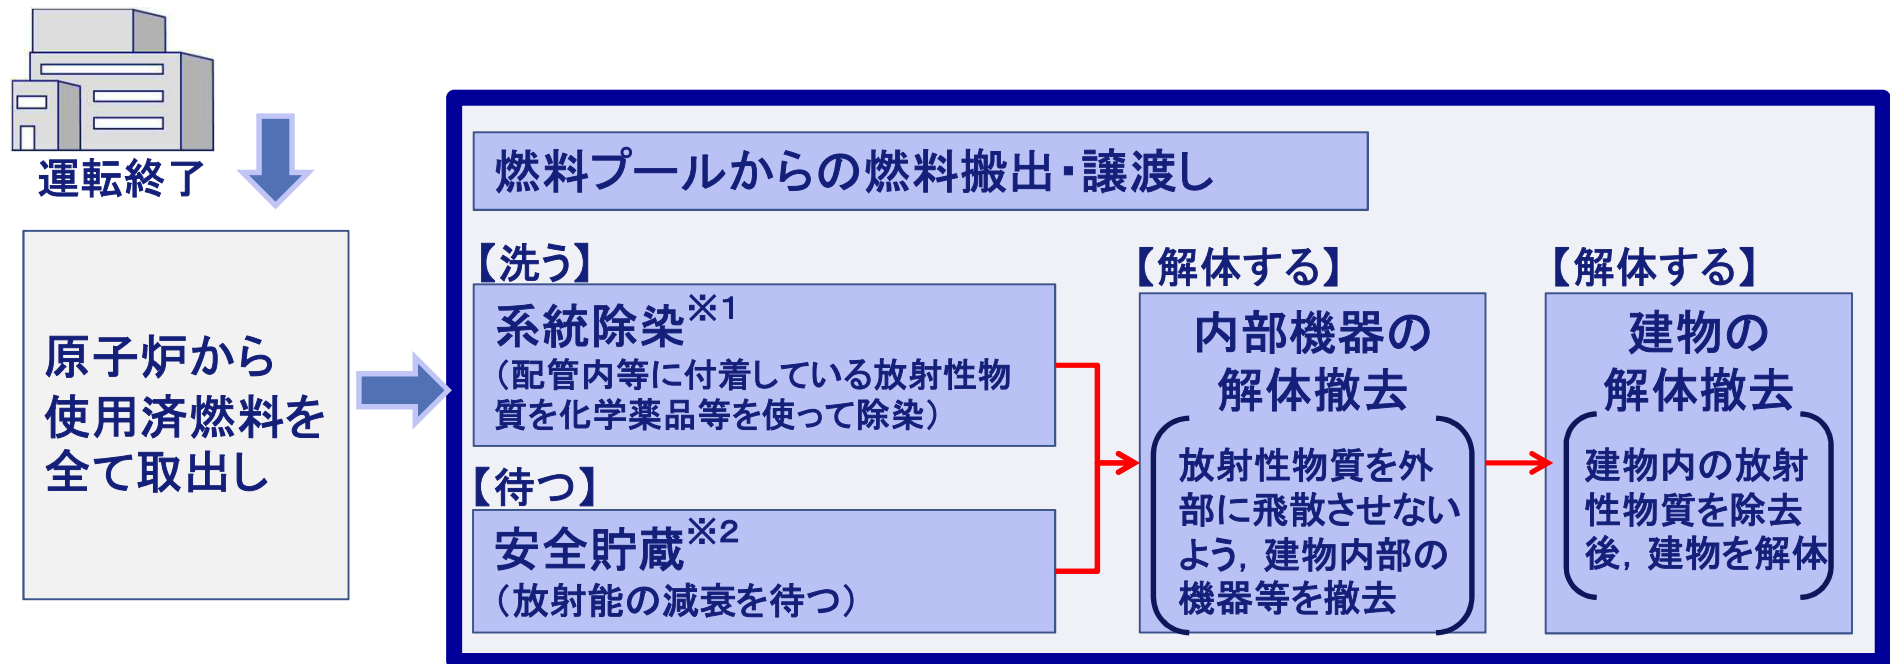 運転終了
原子炉から
使用済燃料を
全て取出し
燃料プールからの燃料搬出・譲渡し
【洗う】
系統除染※1
（配管内等に付着している放射性物
質を化学薬品等を使って除染）
【待つ】
安全貯蔵※2
（放射能の減衰を待つ）
【解体する】
内部機器の
解体撤去
放射性物質を外
部に飛散させない
よう，建物内部の
機器等を撤去
【解体する】
建物の
解体撤去
建物内の放射
性物質を除去
後，建物を解体